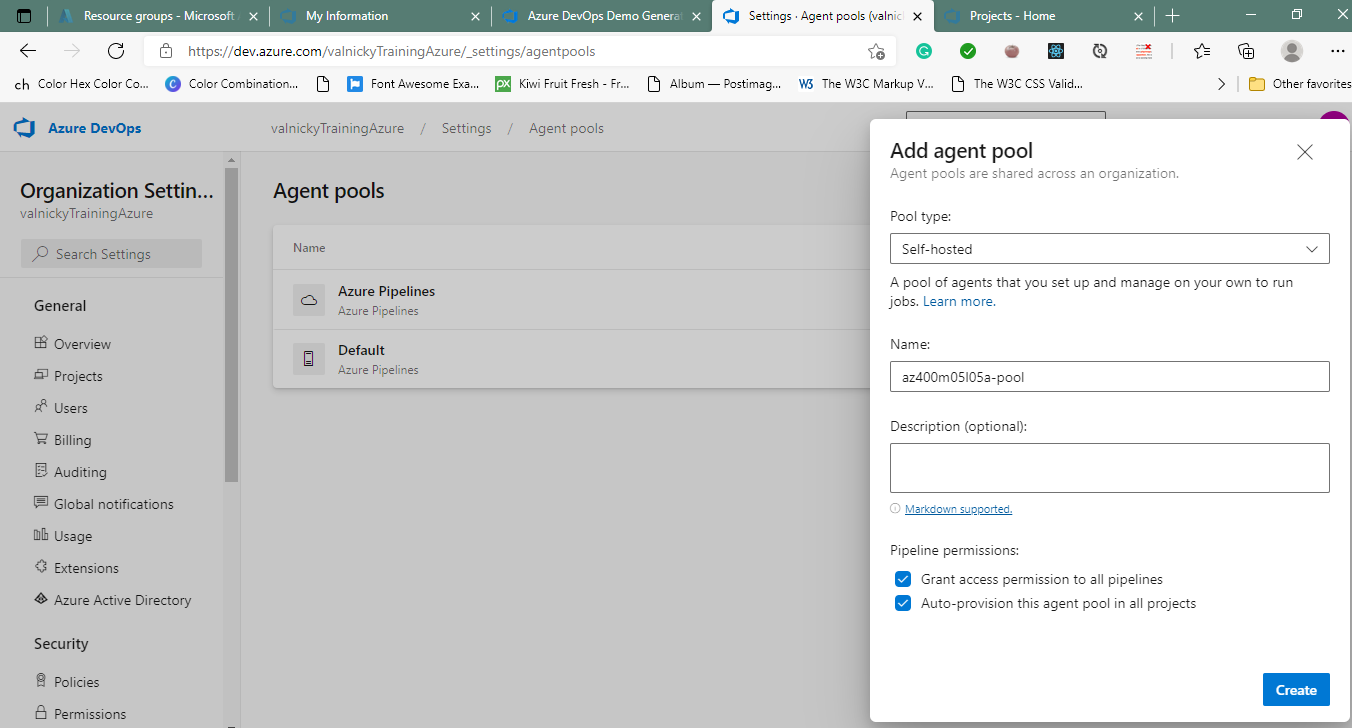 Resource groups - Microsoft A
My Information
Azure DevOps Demo General
Settings · Agent pools (valnic
Projects - Home
https://dev.azure.com/valnickyTrainingAzure/_settings/agentpools
ch Color Hex Color Co...
Color Combination...
Font Awesome Exa...
Kiwi Fruit Fresh - Fr...
Album — Postimag...
The W3C Markup V...
The W3C CSS Valid...
Other favorites
Azure DevOps
valnickyTrainingAzure / Settings / Agent pools
Organization Settin...
valnickyTrainingAzure
Search Settings
General
Overview
Projects
Users
Billing
Auditing
Global notifications
Usage
Extensions
Azure Active Directory
Security
Policies
Permissions
Agent pools
Name
Azure Pipelines
Azure Pipelines
Default
Azure Pipelines
Add agent pool
Agent pools are shared across an organization.
Pool type:
Self-hosted
A pool of agents that you set up and manage on your own to run
jobs. Learn more.
Name:
az400m05l05a-pool
Description (optional):
Markdown supported.
Pipeline permissions:
Grant access permission to all pipelines
Auto-provision this agent pool in all projects
Create